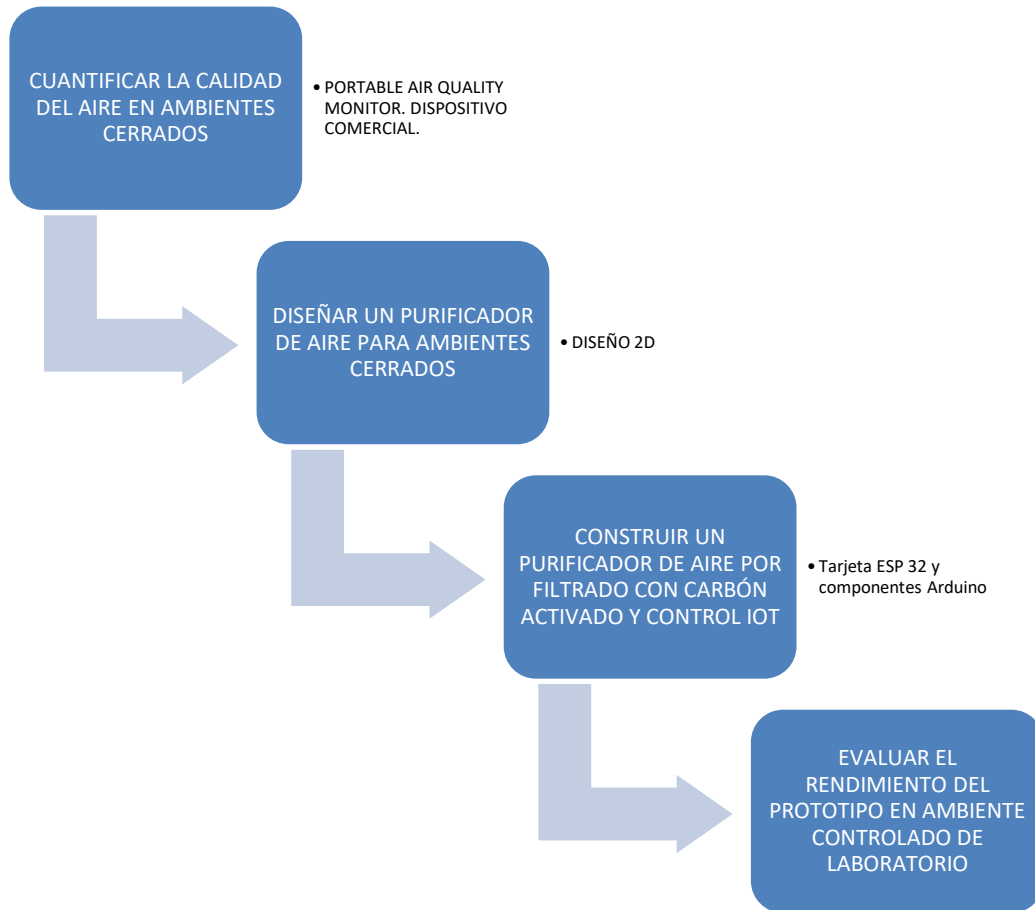 CUANTIFICAR LA CALIDAD
DEL AIRE EN AMBIENTES
CERRADOS
• PORTABLE AIR QUALITY
MONITOR. DISPOSITIVO
COMERCIAL.
DISEÑAR UN PURIFICADOR
DE AIRE PARA AMBIENTES
CERRADOS
• DISEÑO 2D
CONSTRUIR UN
PURIFICADOR DE AIRE POR
FILTRADO CON CARBÓN
ACTIVADO Y CONTROL IOT
• Tarjeta ESP 32 y
componentes Arduino
EVALUAR EL
RENDIMIENTO DEL
PROTOTIPO EN AMBIENTE
CONTROLADO DE
LABORATORIO